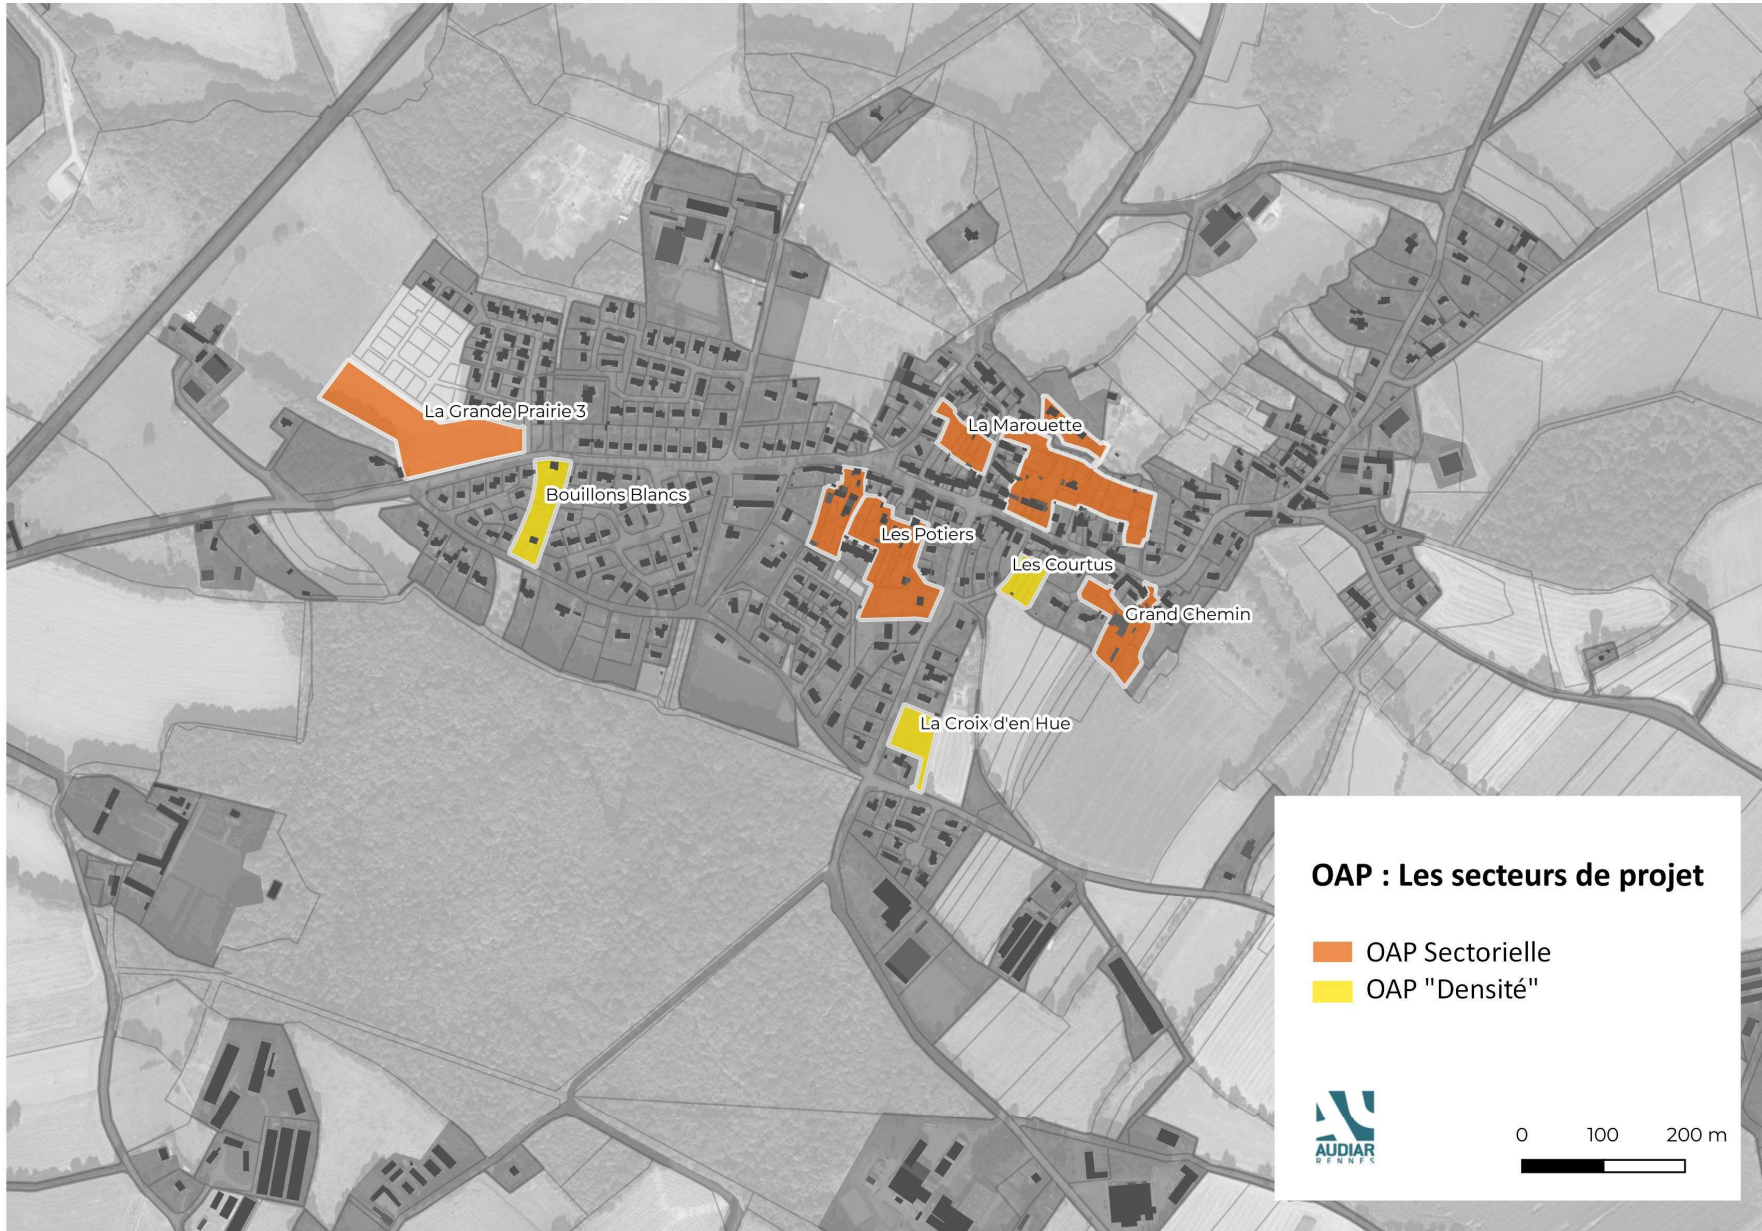 La Grande Prairie 3
La Marouette
Bouillons Blancs
Les Potiers
Les Courtus
Grand Chemin
La Croix d'en Hue
OAP : Les secteurs de projet
OAP Sectorielle
OAP "Densité"
AUDIAR
RENNES
0 100 200 m